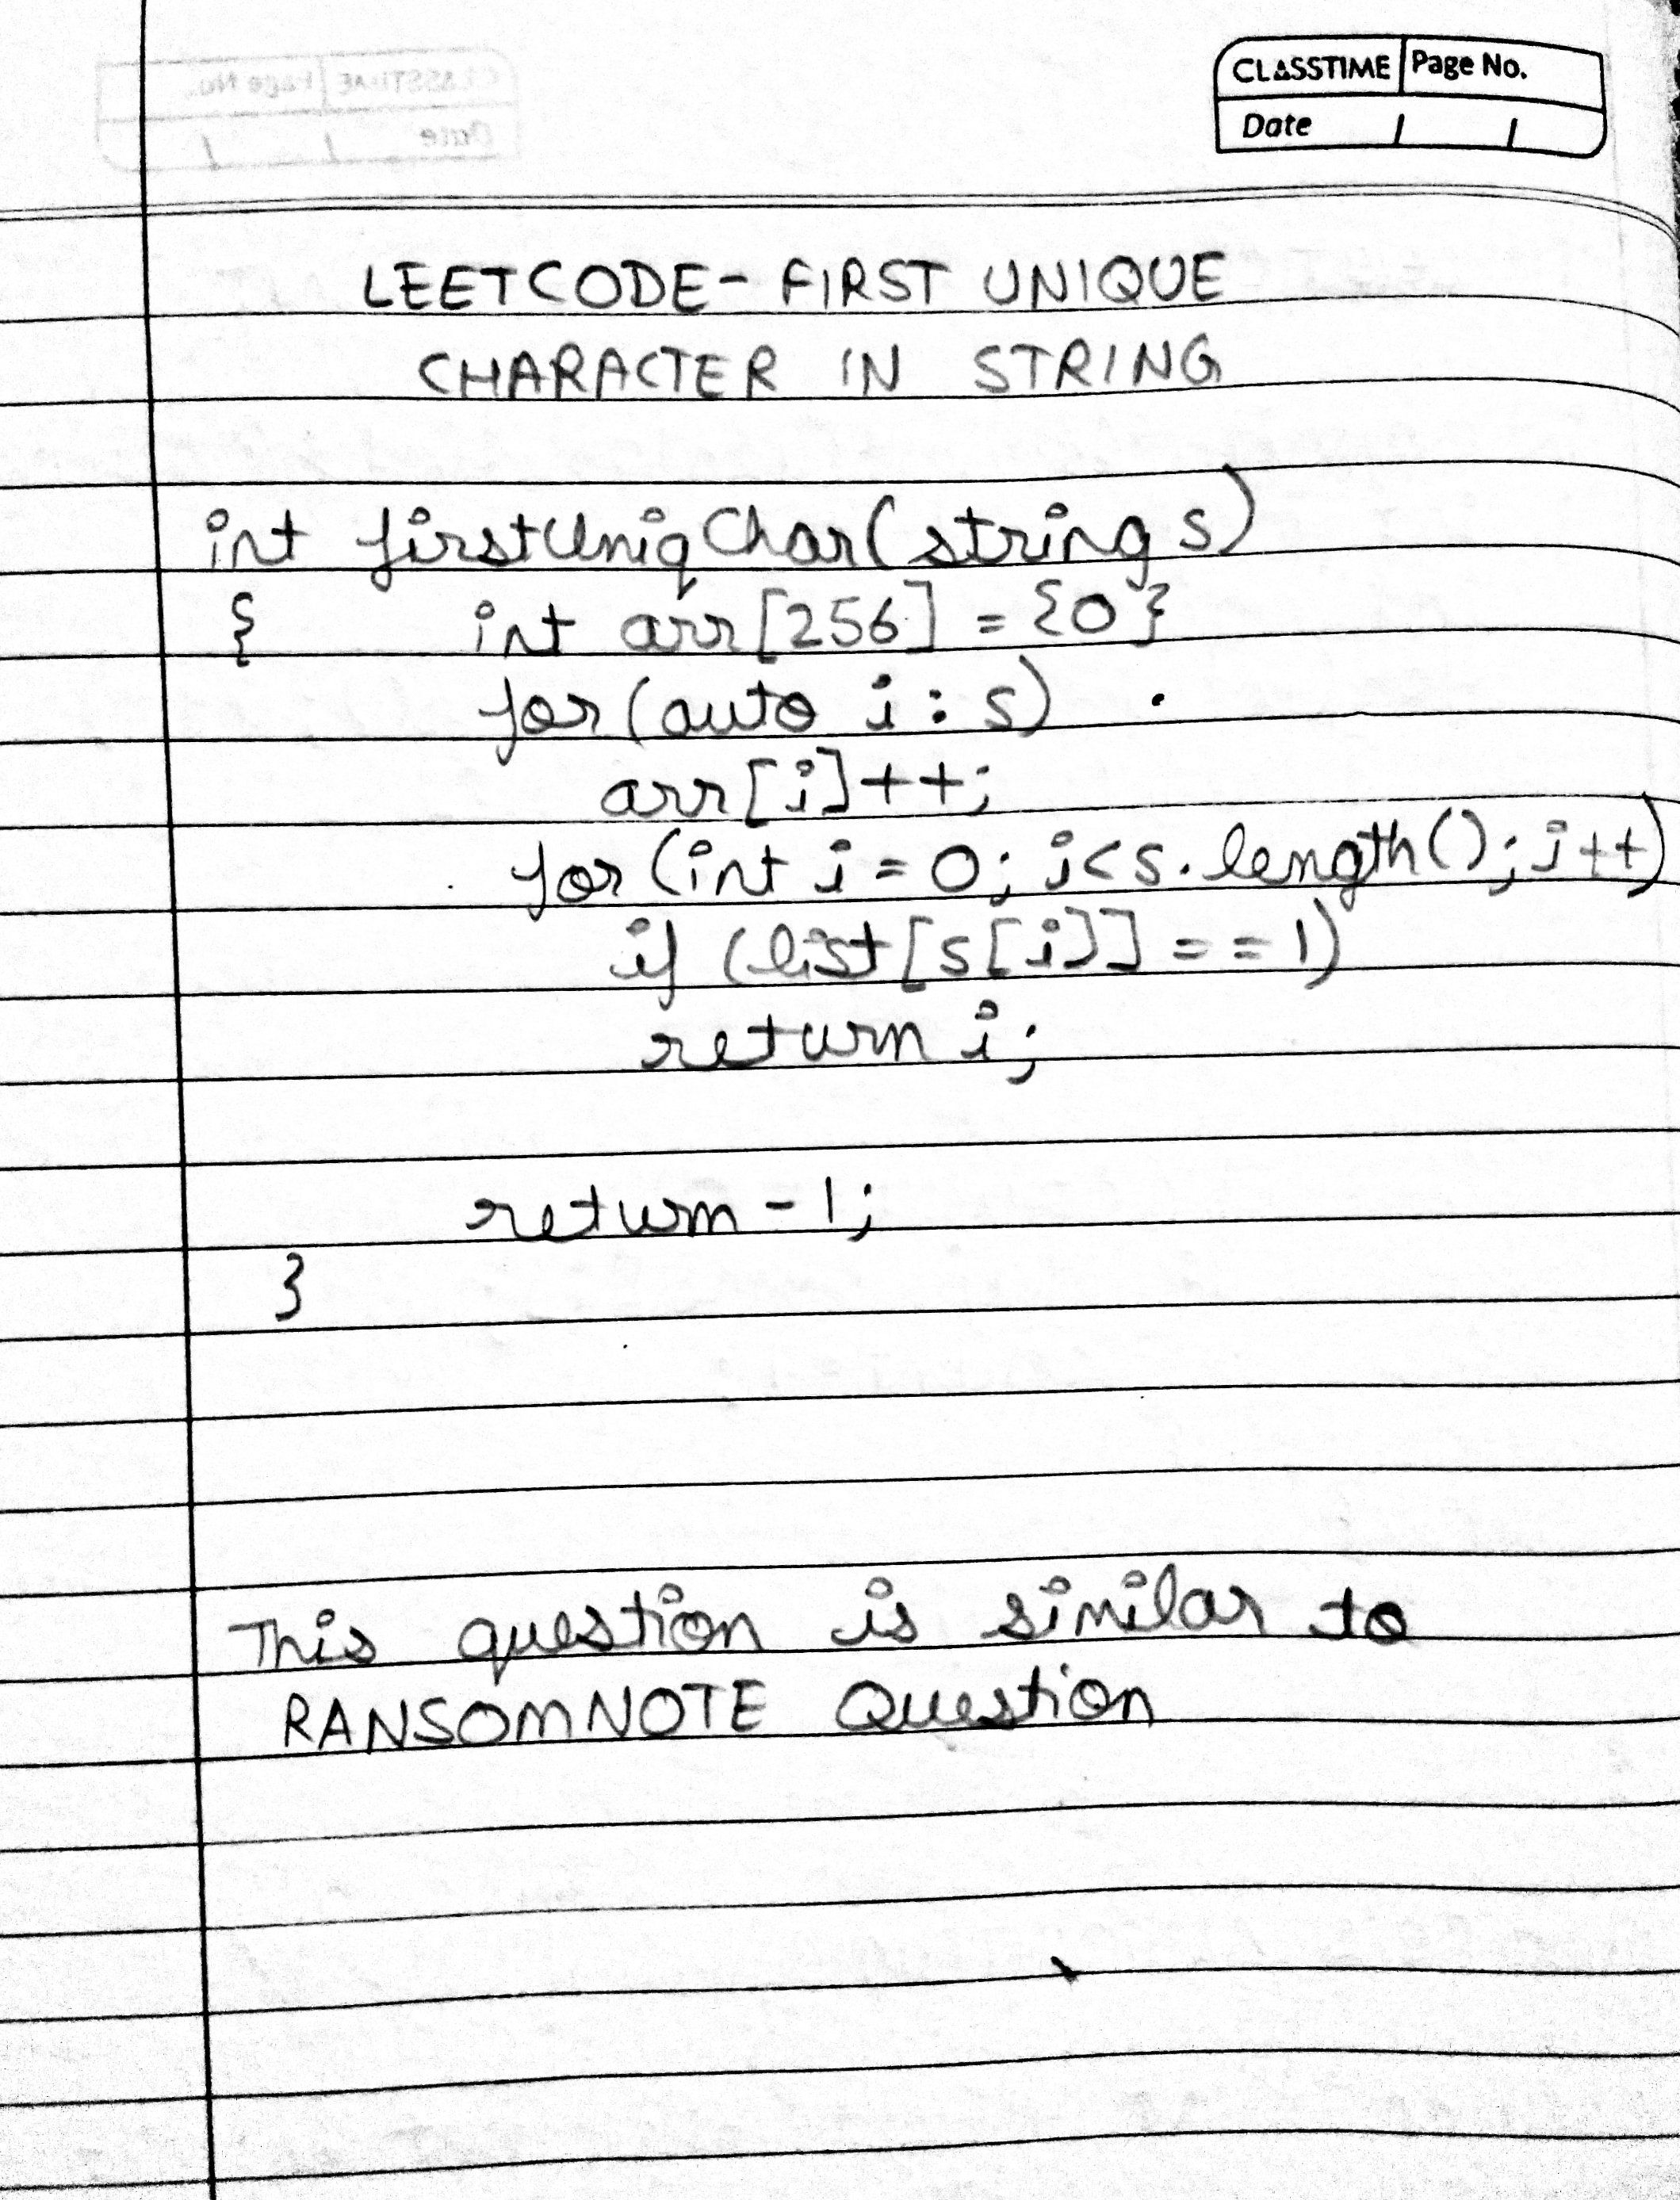 CLASSTIME Page No.
Date / /
LEETCODE - FIRST UNIQUE
CHARACTER IN STRING
int firstUniqChar(string s)
{ int arr[256] = {0}
for (auto i : s)
arr[i]++;
for (int i = 0; i<s.length(); i++)
if (list[s[i]] == 1)
return i;
return -1;
}
This question is similar to
RANSOMNOTE Question